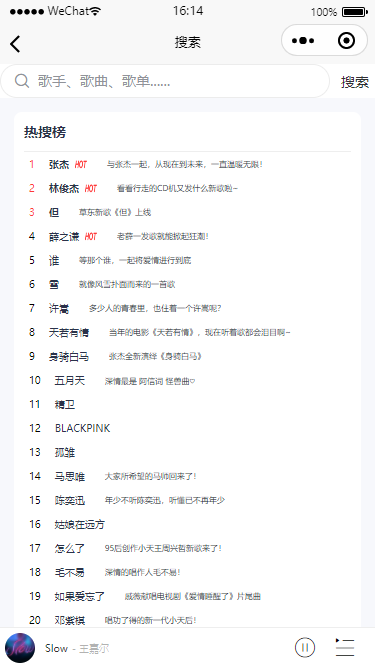 WeChat 16:14 100%
搜索
歌手、歌曲、歌单...... 搜索
热搜榜
1 张杰 HOT 与张杰一起，从现在到未来，一直温暖无限！
2 林俊杰 HOT 看看行走的CD机又发什么新歌啦~
3 但 草东新歌《但》上线
4 薛之谦 HOT 老薛一发歌就能掀起狂潮！
5 谁 等那个谁，一起将爱情进行到底
6 雪 就像风雪扑面而来的一首歌
7 许嵩 多少人的青春里，也住着一个许嵩呢？
8 天若有情 当年的电影《天若有情》，现在听着歌都会泪目啊~
9 身骑白马 张杰全新演绎《身骑白马》
10 五月天 深情最是 阿信词 怪兽曲♡
11 精卫
12 BLACKPINK
13 孤雏
14 马思唯 大家所希望的马帅回来了！
15 陈奕迅 年少不听陈奕迅，听懂已不再年少
16 姑娘在远方
17 怎么了 95后创作小天王周兴哲新歌来了！
18 毛不易 深情的唱作人毛不易！
19 如果爱忘了 戚薇献唱电视剧《爱情睡醒了》片尾曲
20 邓紫棋 唱功了得的新一代小天后！
Slow - 王嘉尔